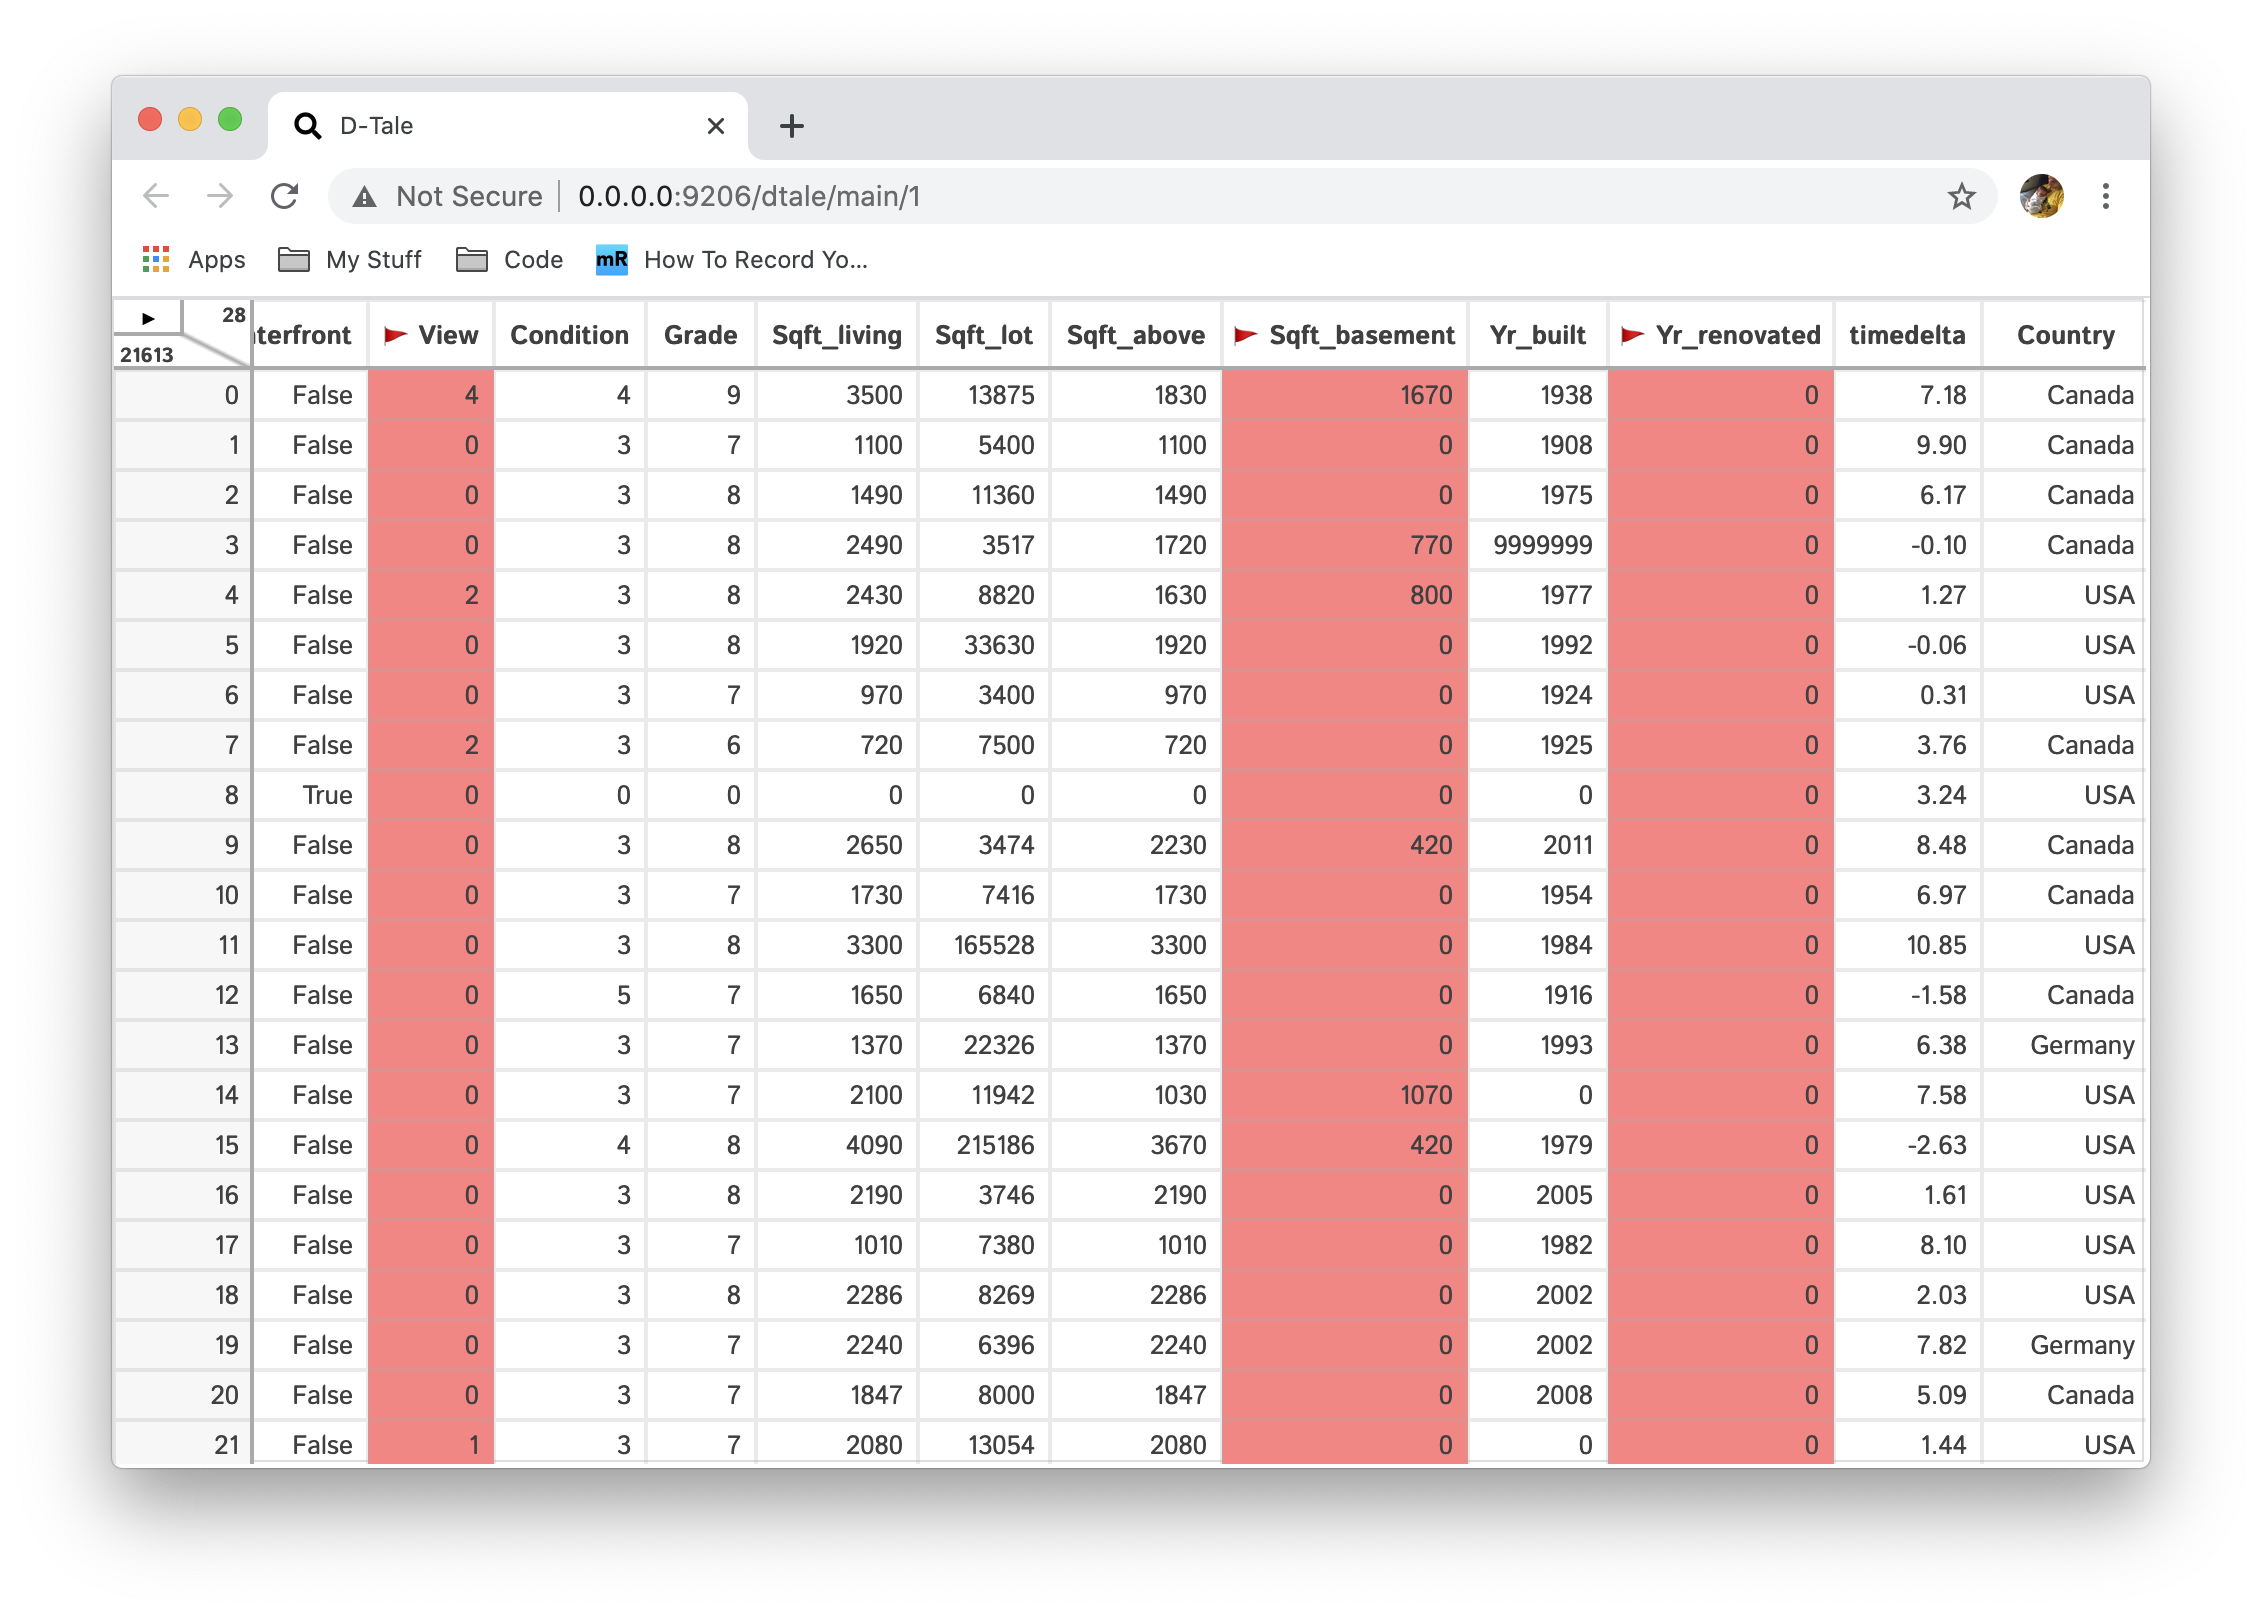 D-Tale
Not Secure 0.0.0.0:9206/dtale/main/1
Apps My Stuff Code mR How To Record Yo...
28
21613
terfront View Condition Grade Sqft_living Sqft_lot Sqft_above Sqft_basement Yr_built Yr_renovated timedelta Country
0 False 4 4 9 3500 13875 1830 1670 1938 0 7.18 Canada
1 False 0 3 7 1100 5400 1100 0 1908 0 9.90 Canada
2 False 0 3 8 1490 11360 1490 0 1975 0 6.17 Canada
3 False 0 3 8 2490 3517 1720 770 9999999 0 -0.10 Canada
4 False 2 3 8 2430 8820 1630 800 1977 0 1.27 USA
5 False 0 3 8 1920 33630 1920 0 1992 0 -0.06 USA
6 False 0 3 7 970 3400 970 0 1924 0 0.31 USA
7 False 2 3 6 720 7500 720 0 1925 0 3.76 Canada
8 True 0 0 0 0 0 0 0 0 0 3.24 USA
9 False 0 3 8 2650 3474 2230 420 2011 0 8.48 Canada
10 False 0 3 7 1730 7416 1730 0 1954 0 6.97 Canada
11 False 0 3 8 3300 165528 3300 0 1984 0 10.85 USA
12 False 0 5 7 1650 6840 1650 0 1916 0 -1.58 Canada
13 False 0 3 7 1370 22326 1370 0 1993 0 6.38 Germany
14 False 0 3 7 2100 11942 1030 1070 0 0 7.58 USA
15 False 0 4 8 4090 215186 3670 420 1979 0 -2.63 USA
16 False 0 3 8 2190 3746 2190 0 2005 0 1.61 USA
17 False 0 3 7 1010 7380 1010 0 1982 0 8.10 USA
18 False 0 3 8 2286 8269 2286 0 2002 0 2.03 USA
19 False 0 3 7 2240 6396 2240 0 2002 0 7.82 Germany
20 False 0 3 7 1847 8000 1847 0 2008 0 5.09 Canada
21 False 1 3 7 2080 13054 2080 0 0 0 1.44 USA